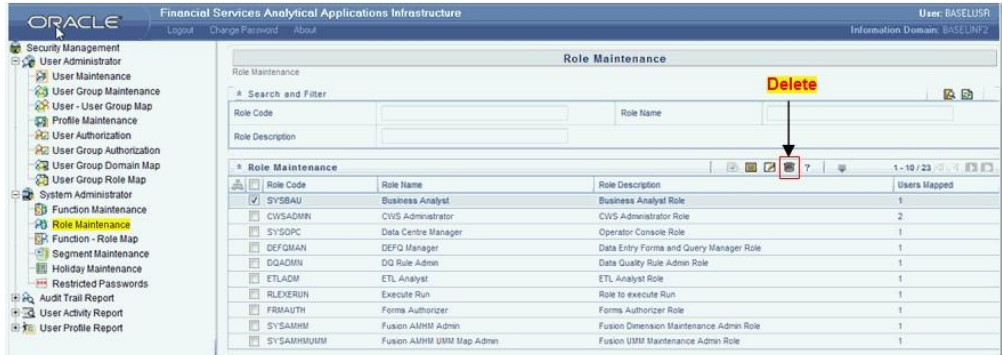 ORACLE
Financial Services Analytical Applications Infrastructure
User: BASELUSR
Logout Change Password About
Information Domain: BASELINF2
Security Management
User Administrator
User Maintenance
User Group Maintenance
User - User Group Map
Profile Maintenance
User Authorization
User Group Authorization
User Group Domain Map
User Group Role Map
System Administrator
Function Maintenance
Role Maintenance
Function - Role Map
Segment Maintenance
Holiday Maintenance
Restricted Passwords
Audit Trail Report
User Activity Report
User Profile Report
Role Maintenance
Role Maintenance
Delete
Search and Filter
Role Code Role Name
Role Description
Role Maintenance ? 1 - 10 / 23
Role Code Role Name Role Description Users Mapped
SYSBAU Business Analyst Business Analyst Role 1
CWSADMIN CWS Administrator CWS Administrator Role 2
SYSOPC Data Centre Manager Operator Console Role 1
DEFQMAN DEFQ Manager Data Entry Forms and Query Manager Role 1
DQADMN DQ Rule Admin Data Quality Rule Admin Role 1
ETLADM ETL Analyst ETL Analyst Role 1
RLEXERUN Execute Run Role to execute Run 1
FRMAUTH Forms Authorizer Forms Authorizer Role 1
SYSAMHM Fusion AMHM Admin Fusion Dimension Maintenance Admin Role 1
SYSAMHMUMM Fusion AMHM UMM Map Admin Fusion UMM Maintenance Admin Role 1